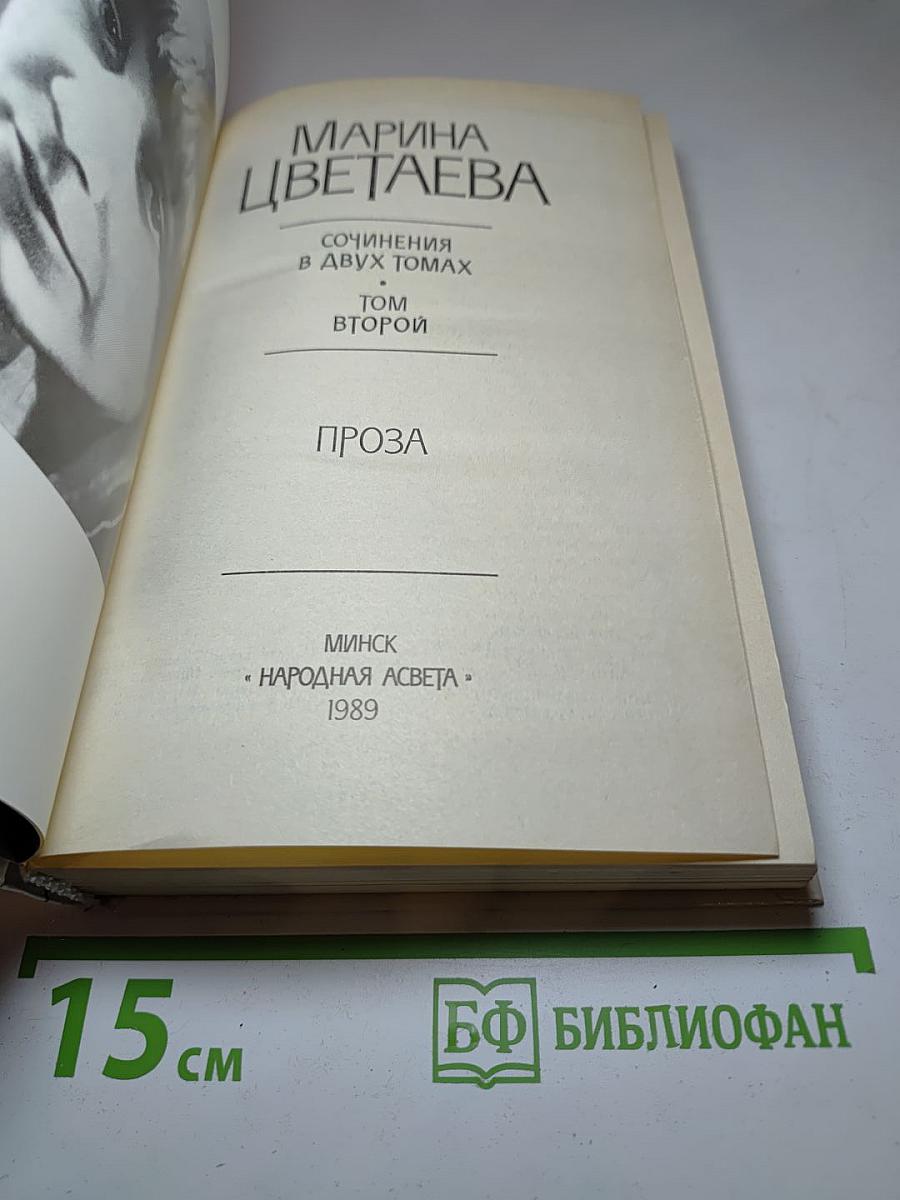 МАРИНА
ЦВЕТАЕВА
СОЧИНЕНИЯ
В ДВУХ ТОМАХ
•
ТОМ
ВТОРОЙ
ПРОЗА
МИНСК
«НАРОДНАЯ АСВЕТА»
1989
15 см
БФ БИБЛИОФАН